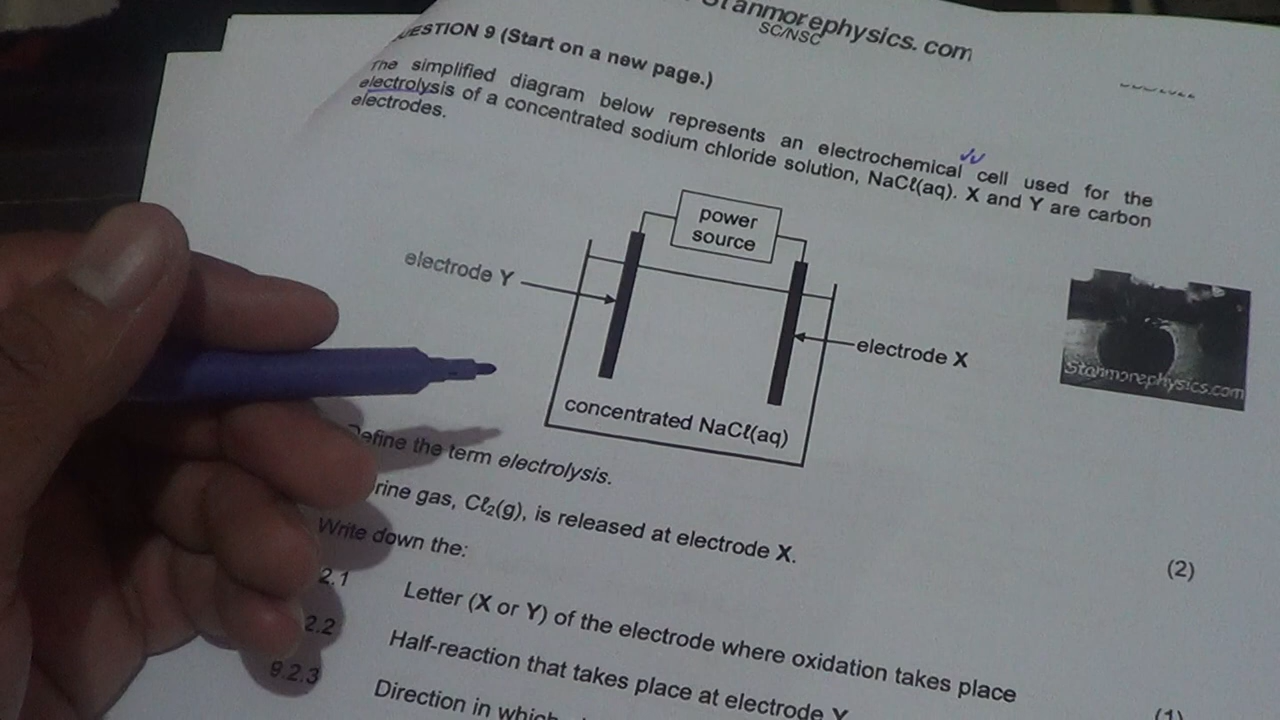 Stanmorephysics.com
SC/NSC
QUESTION 9 (Start on a new page.)
The simplified diagram below represents an electrochemical cell used for the
electrolysis of a concentrated sodium chloride solution, NaCℓ(aq). X and Y are carbon
electrodes.
power
source
electrode Y
electrode X
Stanmorephysics.com
concentrated NaCℓ(aq)
Define the term electrolysis.
rine gas, Cℓ₂(g), is released at electrode X.
(2)
Write down the:
2.1 Letter (X or Y) of the electrode where oxidation takes place
(1)
2.2 Half-reaction that takes place at electrode Y
9.2.3 Direction in which